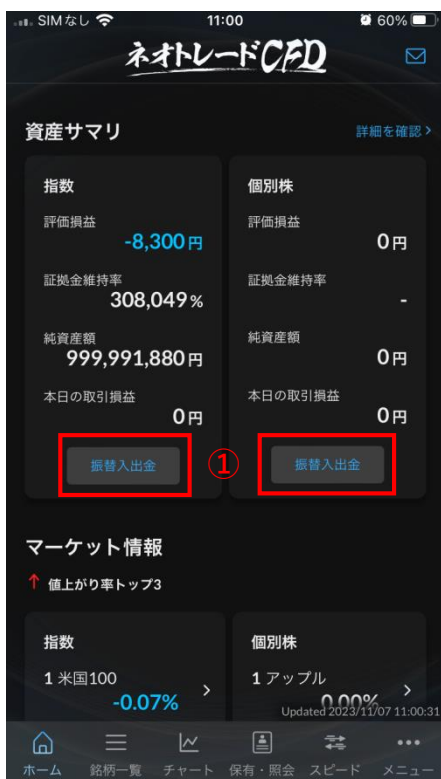 SIMなし 11:00 60%
ネオトレードCFD
資産サマリ 詳細を確認 >
指数
評価損益
-8,300円
証拠金維持率
308,049%
純資産額
999,991,880円
本日の取引損益
0円
振替入出金
①
個別株
評価損益
0円
証拠金維持率
-
純資産額
0円
本日の取引損益
0円
振替入出金
マーケット情報
↑ 値上がり率トップ3
指数
1 米国100
-0.07% >
個別株
1 アップル
0.00% >
Updated 2023/11/07 11:00:31
ホーム 銘柄一覧 チャート 保有・照会 スピード メニュー